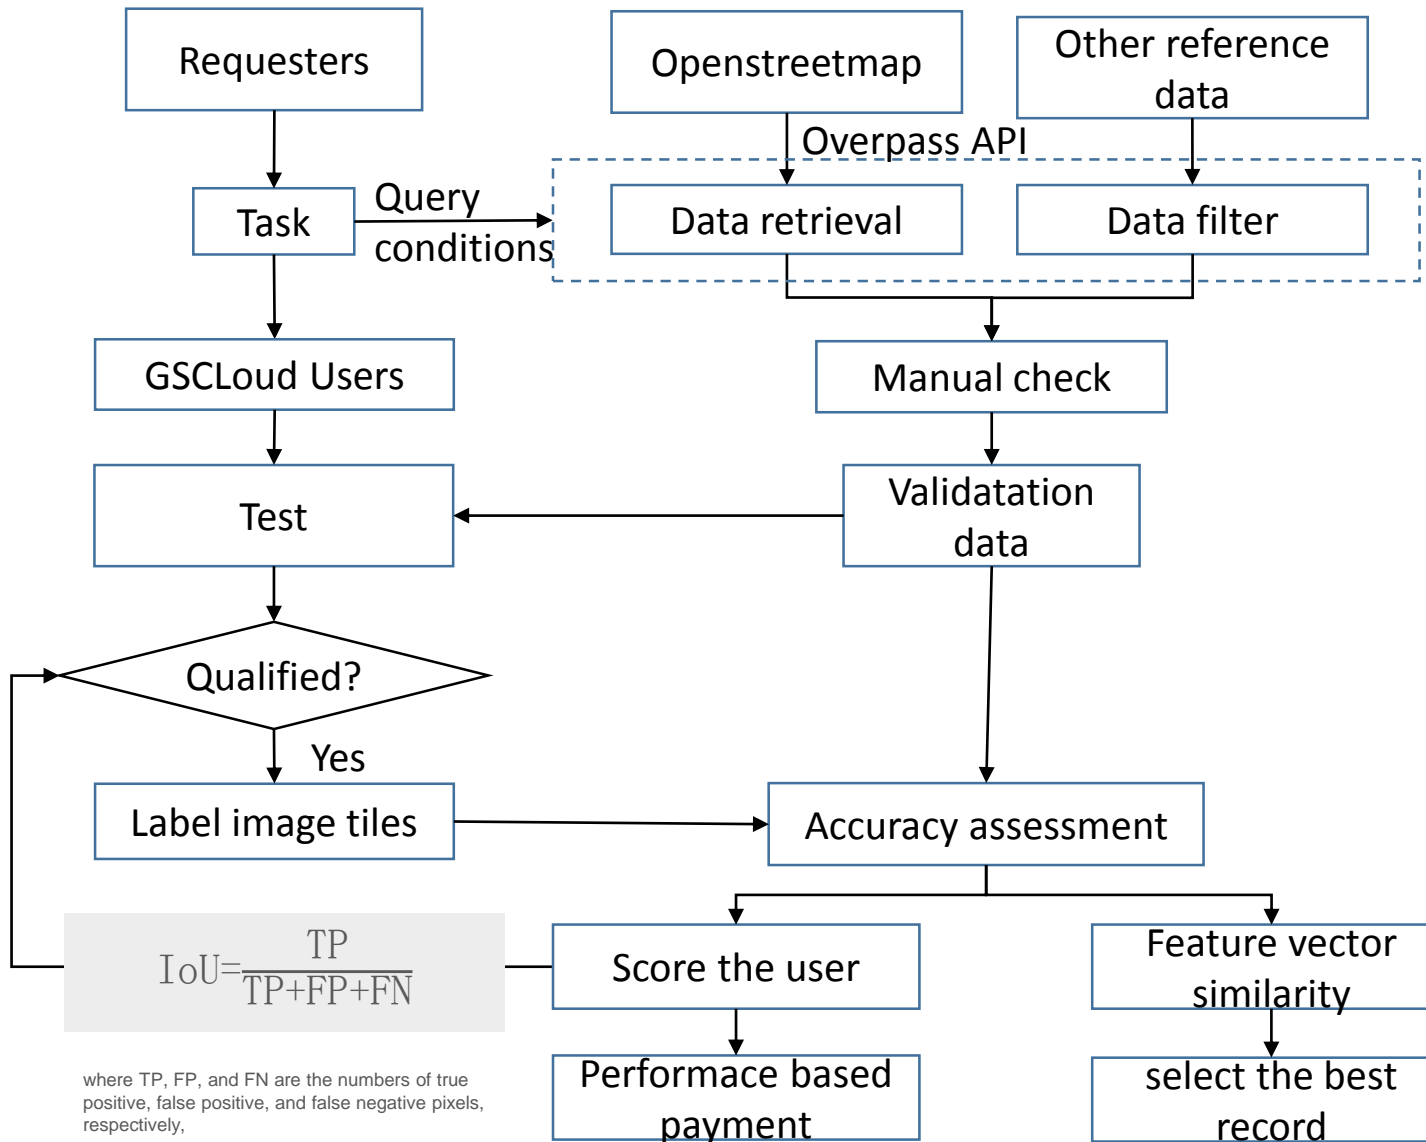 Requesters
Openstreetmap
Other reference
data
Overpass API
Task
Query
conditions
Data retrieval
Data filter
GSCLoud Users
Manual check
Test
Validatation
data
Qualified?
Yes
Label image tiles
Accuracy assessment
IoU=TP/TP+FP+FN
Score the user
Feature vector
similarity
Performace based
payment
select the best
record
where TP, FP, and FN are the numbers of true
positive, false positive, and false negative pixels,
respectively,